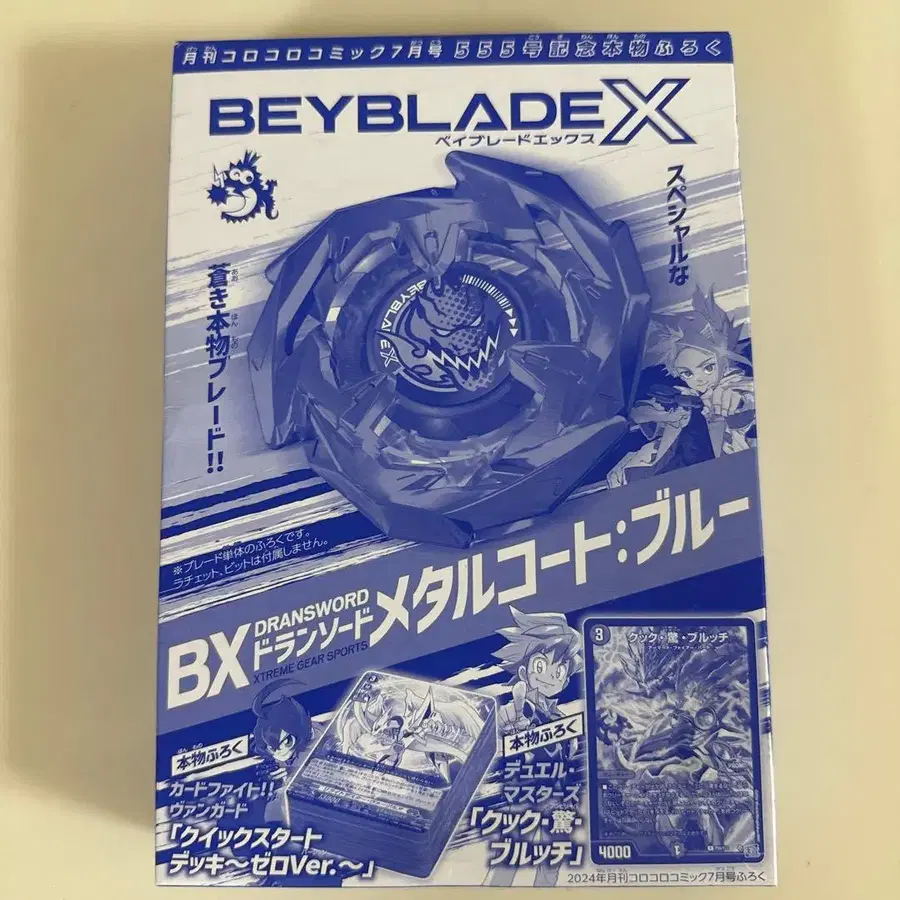 月刊コロコロコミック7月号 555号記念本物ふろく
BEYBLADE X
ベイブレードエックス
スペシャルな
蒼き本物ブレード!!
BEYBLADE X
※ブレード単体のふろくです。
ラチェット、ビットは付属しません。
BX
DRANSWORD
ドランソード
XTREME GEAR SPORTS
メタルコート:ブルー
本物ふろく
カードファイト!!
ヴァンガード
「クイックスタート
デッキ〜ゼロVer.〜」
本物ふろく
デュエル・
マスターズ
「クック・驚・
ブルッチ」
3
クック・驚・ブルッチ
4000
2024年月刊コロコロコミック7月号ふろく